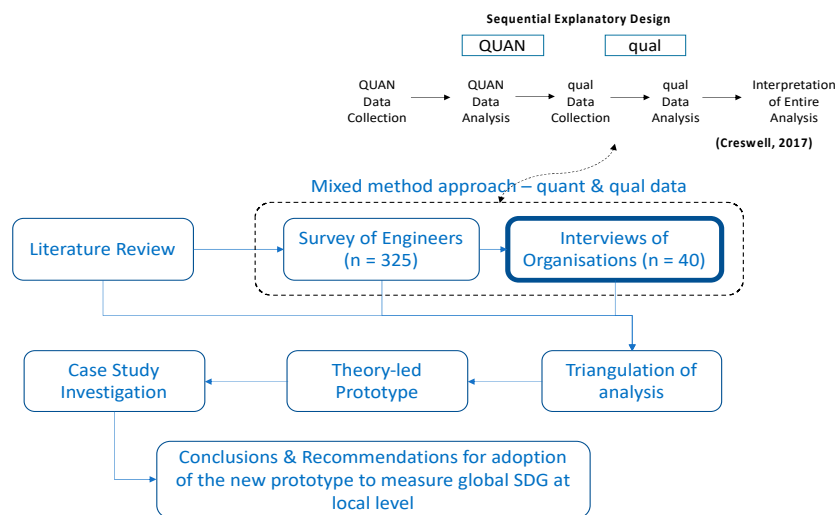 Sequential Explanatory Design
QUAN
qual
QUAN
Data
Collection
QUAN
Data
Analysis
qual
Data
Collection
qual
Data
Analysis
Interpretation
of Entire
Analysis
(Creswell, 2017)
Mixed method approach – quant & qual data
Literature Review
Survey of Engineers
(n = 325)
Interviews of
Organisations (n = 40)
Case Study
Investigation
Theory-led
Prototype
Triangulation of
analysis
Conclusions & Recommendations for adoption
of the new prototype to measure global SDG at
local level